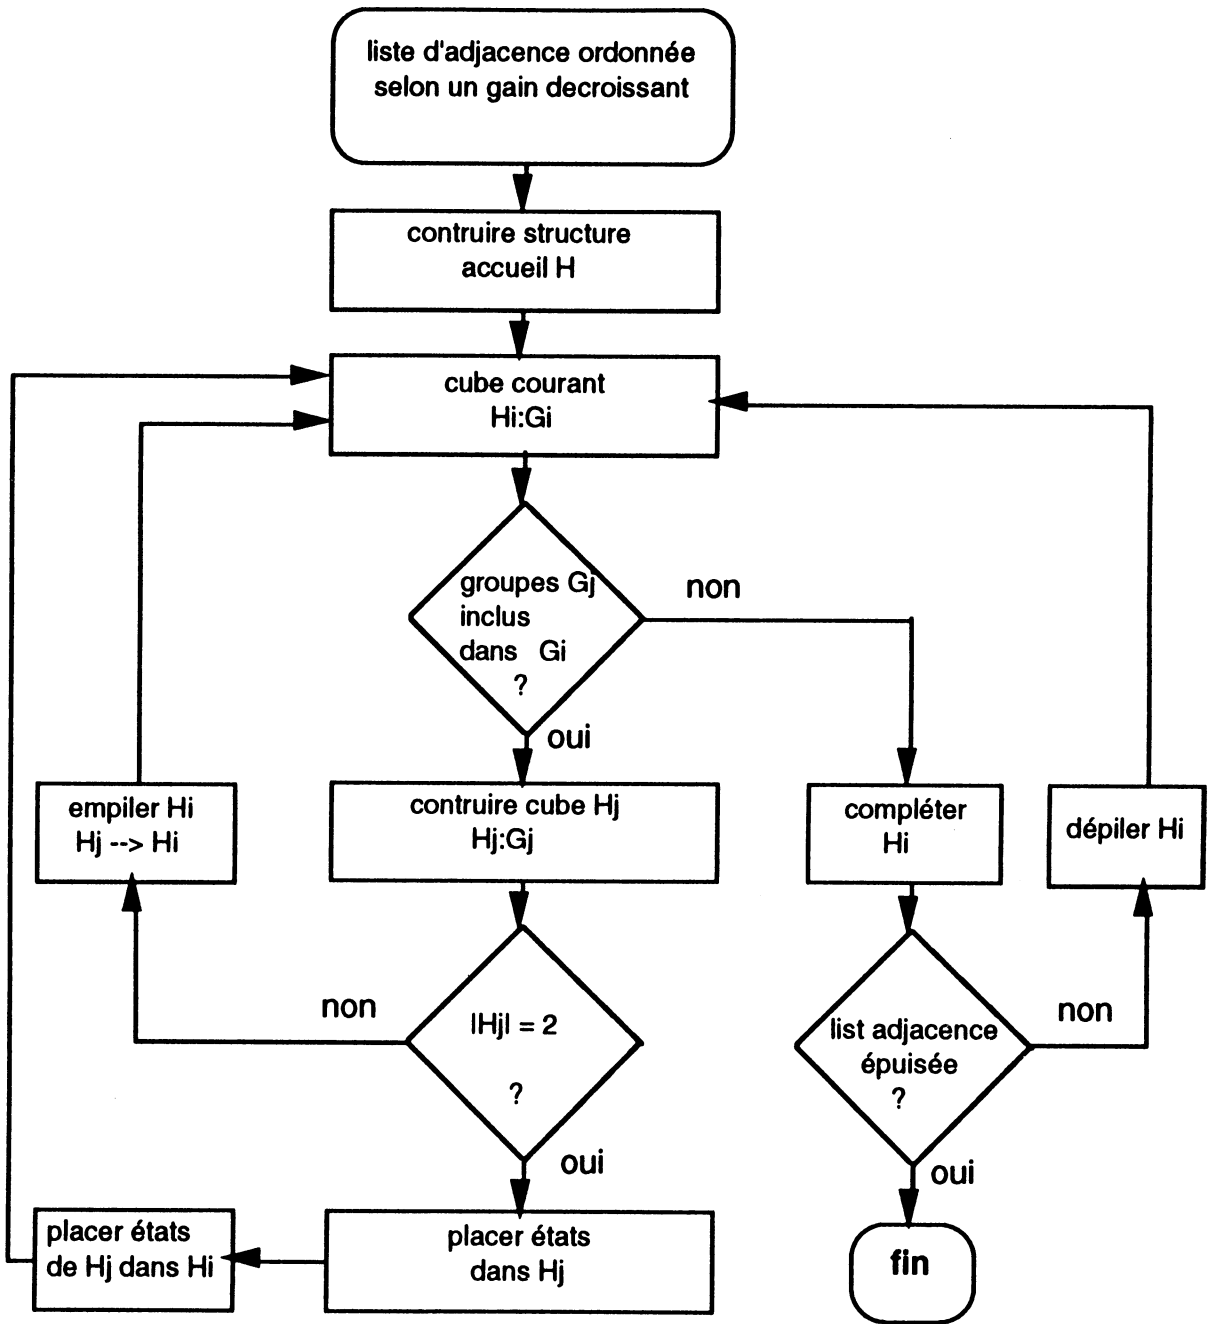 liste d'adjacence ordonnée
selon un gain decroissant
contruire structure
accueil H
cube courant
Hi:Gi
groupes Gj
inclus
dans Gi
?
non
oui
empiler Hi
Hj --> Hi
contruire cube Hj
Hj:Gj
compléter
Hi
dépiler Hi
non
|Hj| = 2
?
oui
list adjacence
épuisée
?
non
oui
placer états
de Hj dans Hi
placer états
dans Hj
fin